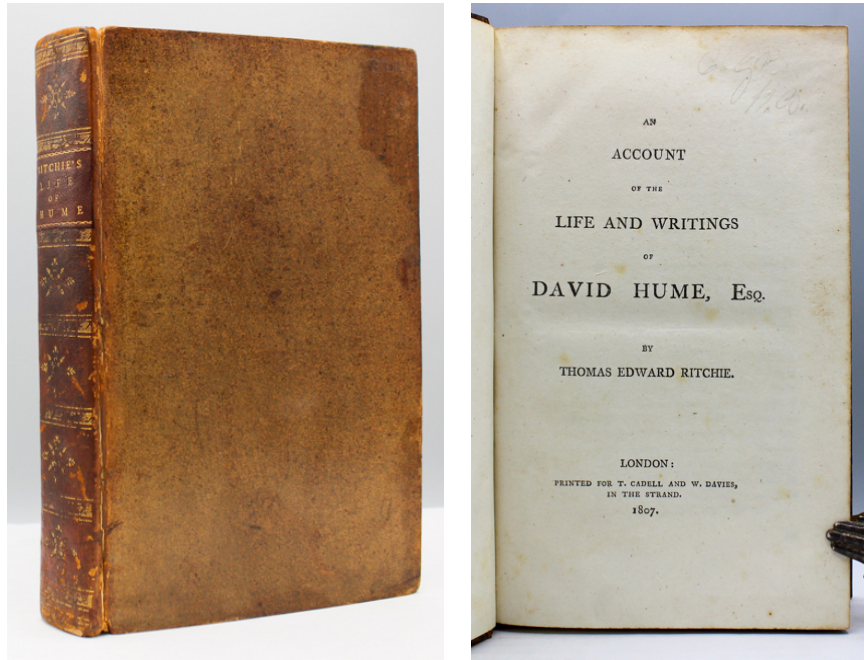 RITCHIE'S
LIFE
OF
HUME
AN
ACCOUNT
OF THE
LIFE AND WRITINGS
OF
DAVID HUME, ESQ.
BY
THOMAS EDWARD RITCHIE.
LONDON:
PRINTED FOR T. CADELL AND W. DAVIES,
IN THE STRAND.
1807.